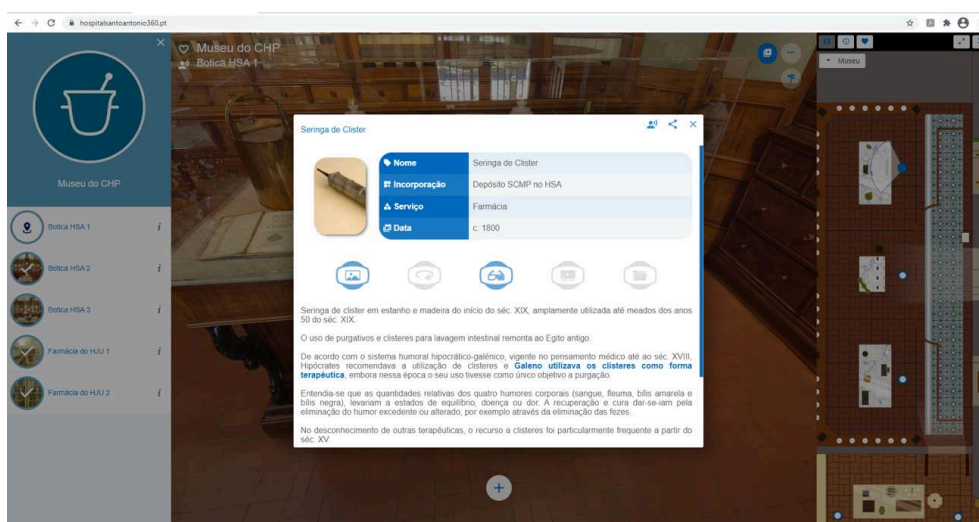 hospitalsantoantonio360.pt
Museu do CHP
Botica HSA 1
Museu
Museu do CHP
Botica HSA 1
i
Botica HSA 2
i
Botica HSA 3
i
Farmácia do HJU 1
i
Farmácia do HJU 2
i
Seringa de Clister
Nome Seringa de Clister
Incorporação Depósito SCMP no HSA
Serviço Farmácia
Data c. 1800
Seringa de clister em estanho e madeira do início do séc. XIX, amplamente utilizada até meados dos anos
50 do séc. XIX.
O uso de purgativos e clisteres para lavagem intestinal remonta ao Egito antigo.
De acordo com o sistema humoral hipocrático-galénico, vigente no pensamento médico até ao séc. XVIII,
Hipócrates recomendava a utilização de clisteres e Galeno utilizava os clisteres como forma
terapêutica, embora nessa época o seu uso tivesse como único objetivo a purgação.
Entendia-se que as quantidades relativas dos quatro humores corporais (sangue, fleuma, bílis amarela e
bílis negra), levariam a estados de equilíbrio, doença ou dor. A recuperação e cura dar-se-iam pela
eliminação do humor excedente ou alterado, por exemplo através da eliminação das fezes.
No desconhecimento de outras terapêuticas, o recurso a clisteres foi particularmente frequente a partir do
séc. XV.